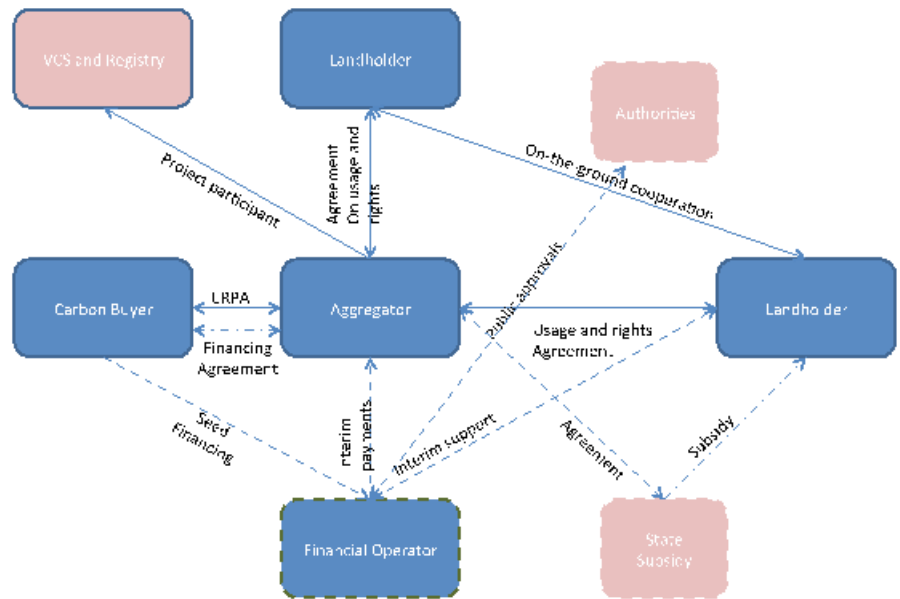 VCS and Registry
Landholder
Authorities
Project participant
Agreement
On usage and
rights
On-the ground cooperation
Carbon Buyer
ERPA
Financing
Agreement
Aggregator
Public approvals
Usage and rights
Agreement
Landholder
Seed
Financing
nterim
payments
Interim support
Agreement
Subsidy
Financial Operator
State
Subsidy